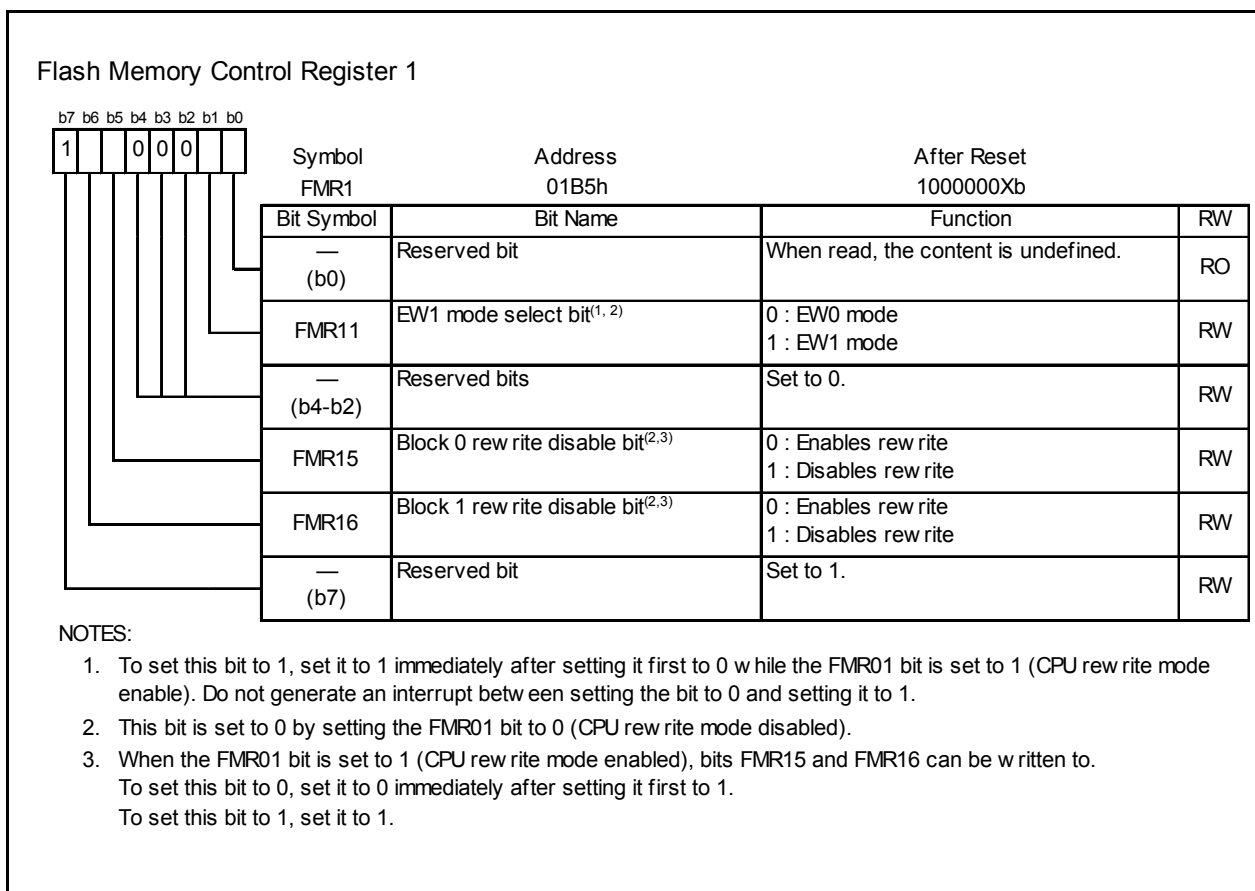 Flash Memory Control Register 1
b7 b6 b5 b4 b3 b2 b1 b0
1 0 0 0
Symbol Address After Reset
FMR1 01B5h 1000000Xb
Bit Symbol Bit Name Function RW
— (b0) Reserved bit When read, the content is undefined. RO
FMR11 EW1 mode select bit(1, 2) 0 : EW0 mode
1 : EW1 mode RW
— (b4-b2) Reserved bits Set to 0. RW
FMR15 Block 0 rewrite disable bit(2,3) 0 : Enables rewrite
1 : Disables rewrite RW
FMR16 Block 1 rewrite disable bit(2,3) 0 : Enables rewrite
1 : Disables rewrite RW
— (b7) Reserved bit Set to 1. RW
NOTES:
1. To set this bit to 1, set it to 1 immediately after setting it first to 0 while the FMR01 bit is set to 1 (CPU rewrite mode
enable). Do not generate an interrupt between setting the bit to 0 and setting it to 1.
2. This bit is set to 0 by setting the FMR01 bit to 0 (CPU rewrite mode disabled).
3. When the FMR01 bit is set to 1 (CPU rewrite mode enabled), bits FMR15 and FMR16 can be written to.
To set this bit to 0, set it to 0 immediately after setting it first to 1.
To set this bit to 1, set it to 1.